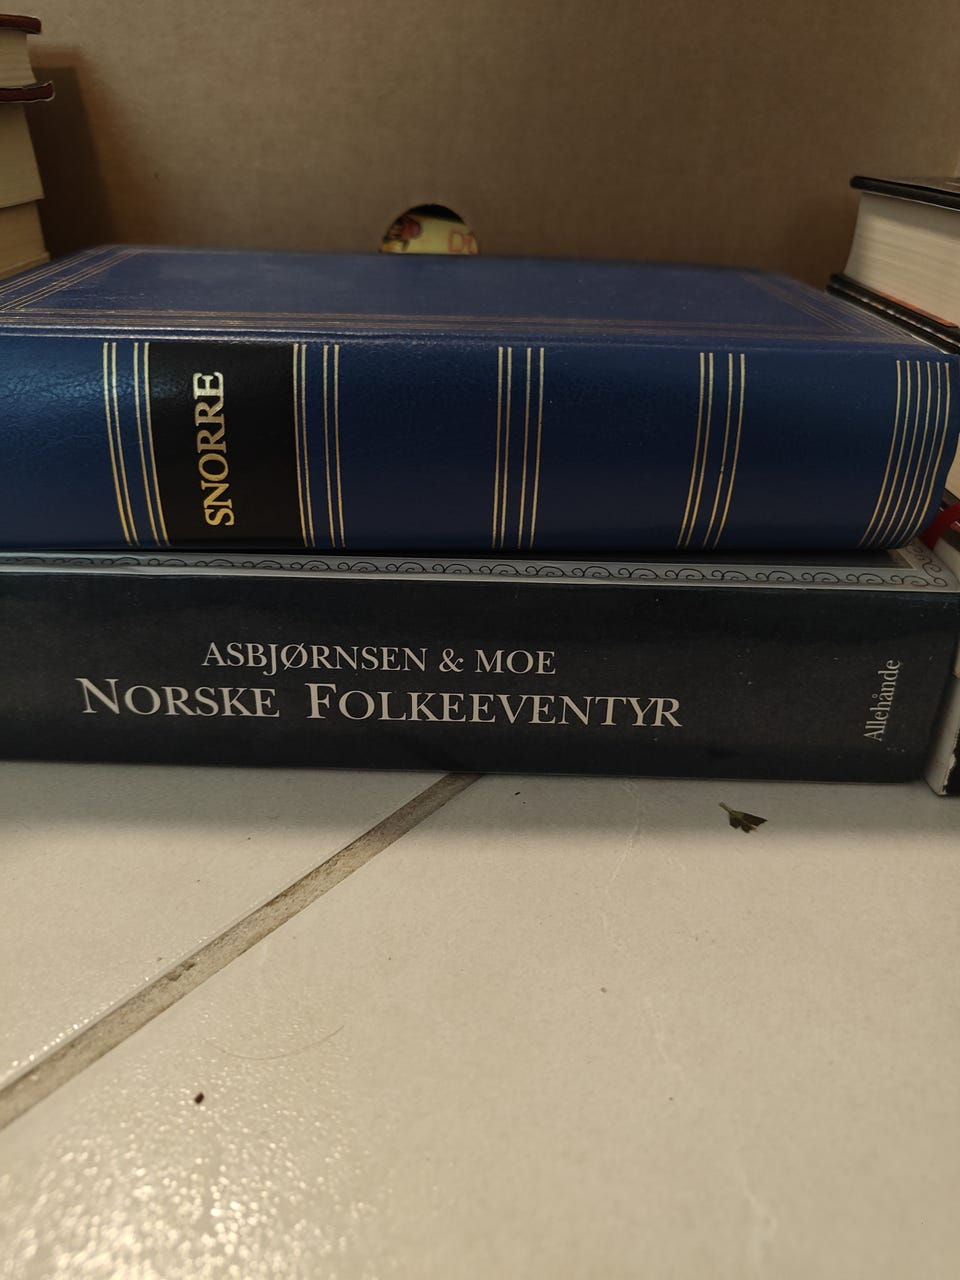 SNORRE
ASBJØRNSEN & MOE
NORSKE FOLKEEVENTYR
Allehånde